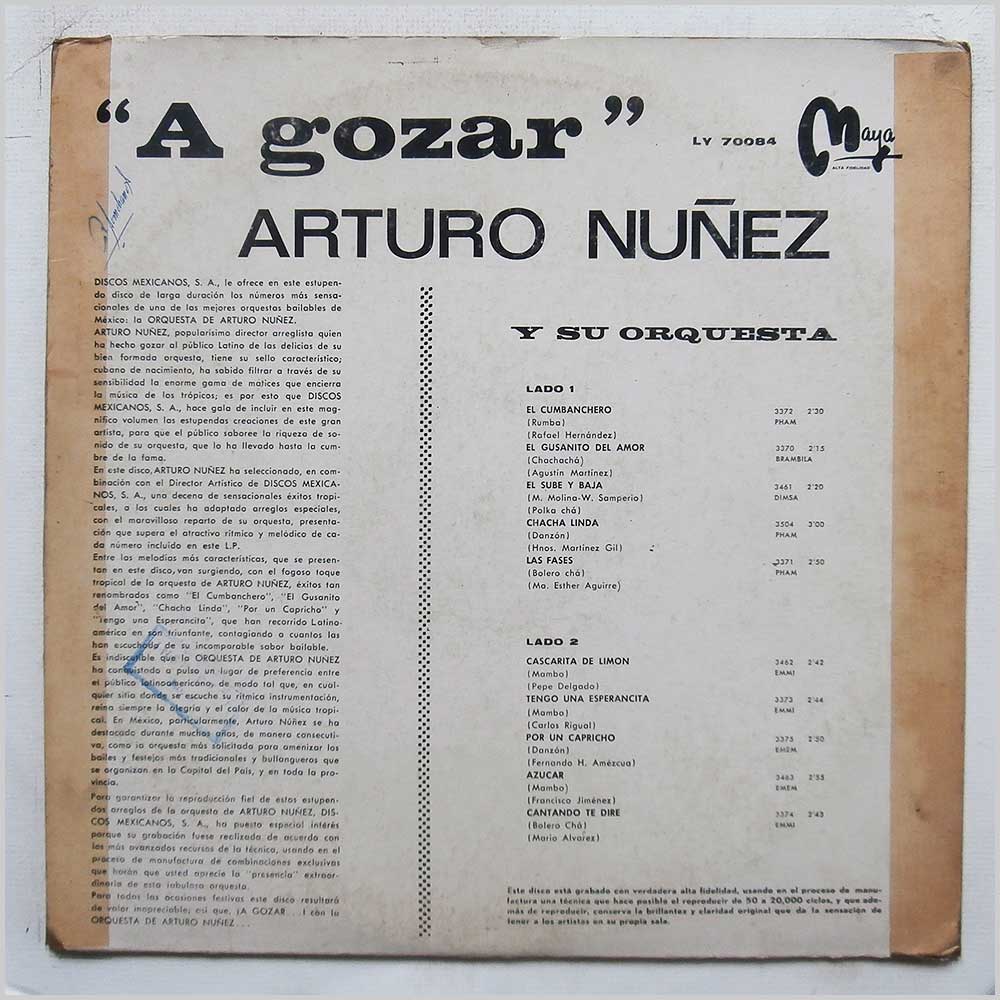 “A gozar”
LY 70084
Maya
ALTA FIDELIDAD
ARTURO NUÑEZ
Y SU ORQUESTA
DISCOS MEXICANOS, S. A., le ofrece en este estupen-
do disco de larga duración los números más sensa-
cionales de una de las mejores orquestas bailables de
México: la ORQUESTA DE ARTURO NUÑEZ.
ARTURO NUÑEZ, popularísimo director arreglista quien
ha hecho gozar al público Latino de las delicias de su
bien formada orquesta, tiene su sello característico;
cubano de nacimiento, ha sabido filtrar a través de su
sensibilidad la enorme gama de matices que encierra
la música de los trópicos; es por esto que DISCOS
MEXICANOS, S. A., hace gala de incluir en este mag-
nífico volumen las estupendas creaciones de este gran
artista, para que el público saboree la riqueza de so-
nido de su orquesta, que lo ha llevado hasta la cum-
bre de la fama.
En este disco, ARTURO NUÑEZ ha seleccionado, en com-
binación con el Director Artístico de DISCOS MEXICA-
NOS, S. A., una decena de sensacionales éxitos tropi-
cales, a los cuales ha adaptado arreglos especiales,
con el maravilloso reparto de su orquesta, presenta-
ción que supera el atractivo rítmico y melódico de ca-
da número incluído en este L.P.
Entre las melodías más características, que se presen-
tan en este disco, van surgiendo, con el fogoso toque
tropical de la orquesta de ARTURO NUÑEZ, éxitos tan
renombrados como "El Cumbanchero", "El Gusanito
del Amor", "Chacha Linda", "Por un Capricho" y
"Tengo una Esperancita", que han recorrido Latino-
américa en son triunfante, contagiando a cuantos las
han escuchado de su incomparable sabor bailable.
Es indiscutible que la ORQUESTA DE ARTURO NUÑEZ
ha conquistado a pulso un lugar de preferencia entre
el público latinoamericano, de modo tal que, en cual-
quier sitio donde se escuche su rítmica instrumentación,
reina siempre la alegría y el calor de la música tropi-
cal. En México, particularmente, Arturo Núñez se ha
destacado durante muchos años, de manera consecuti-
va, como la orquesta más solicitada para amenizar los
bailes y festejos más tradicionales y bullangueros que
se organizan en la Capital del País, y en toda la pro-
vincia.
Para garantizar la reproducción fiel de estos estupen-
dos arreglos de la orquesta de ARTURO NUÑEZ, DIS-
COS MEXICANOS, S. A., ha puesto especial interés
porque su grabación fuese realizada de acuerdo con
los más avanzados recursos de la técnica, usando en el
proceso de manufactura de combinaciones exclusivas
que harán que usted aprecie la "presencia" extraor-
dinaria de esta fabulosa orquesta.
Para todas las ocasiones festivas este disco resultará
de valor inapreciable; así que, ¡A GOZAR...! con la
ORQUESTA DE ARTURO NUÑEZ...
LADO 1
EL CUMBANCHERO 3372 2'30
(Rumba) PHAM
(Rafael Hernández)
EL GUSANITO DEL AMOR 3370 2'15
(Chachachá) BRAMBILA
(Agustín Martínez)
EL SUBE Y BAJA 3461 2'20
(M. Molina-W. Samperio) DIMSA
(Polka chá)
CHACHA LINDA 3504 3'00
(Danzón) PHAM
(Hnos. Martínez Gil)
LAS FASES 3371 2'50
(Bolero chá) PHAM
(Ma. Esther Aguirre)
LADO 2
CASCARITA DE LIMON 3462 2'42
(Mambo) EMMI
(Pepe Delgado)
TENGO UNA ESPERANCITA 3373 2'44
(Mambo) EMMI
(Carlos Rigual)
POR UN CAPRICHO 3375 2'50
(Danzón) EMEM
(Fernando H. Amézcua)
AZUCAR 3463 2'55
(Mambo) EMEM
(Francisco Jiménez)
CANTANDO TE DIRE 3374 2'43
(Bolero Chá) EMMI
(Mario Alvarez)
Este disco está grabado con verdadera alta fidelidad, usando en el proceso de manu-
factura una técnica que hace posible el reproducir de 50 a 20,000 ciclos, y que ade-
más de reproducir, conserva la brillantez y claridad original que da la sensación de
tener a los artistas en su propia sala.